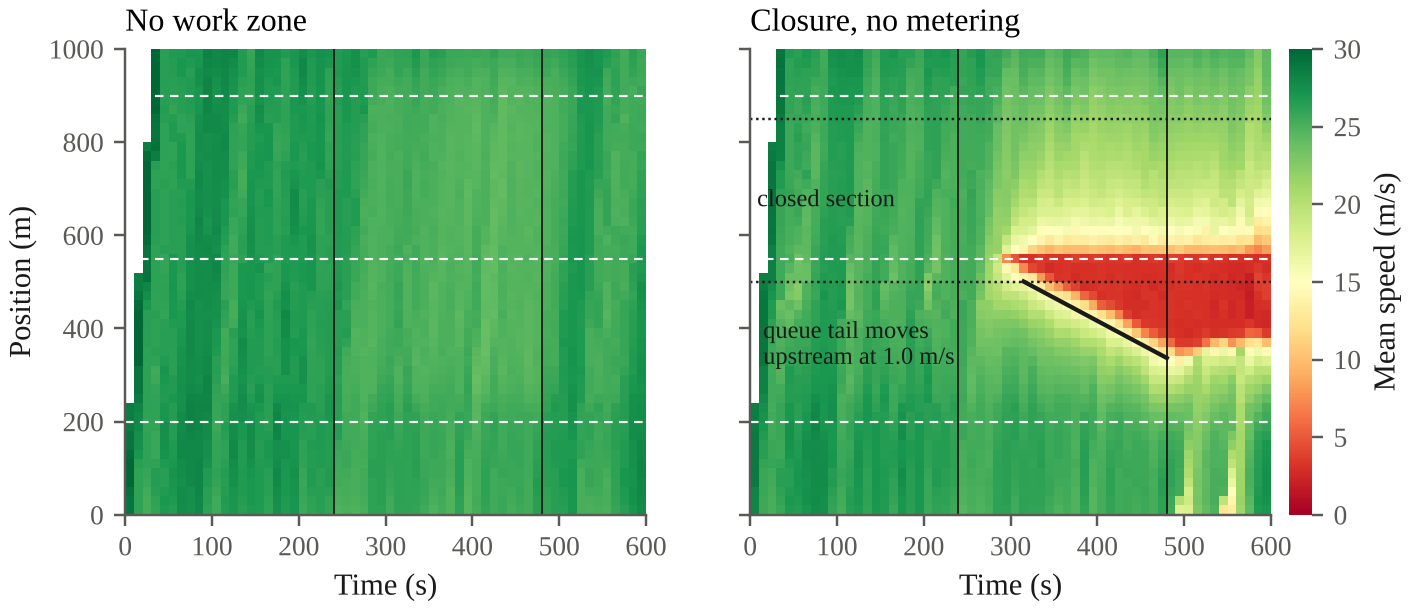 No work zone
Closure, no metering
1000
800
600
400
200
0
Position (m)
0 100 200 300 400 500 600
Time (s)
closed section
queue tail moves
upstream at 1.0 m/s
0 100 200 300 400 500 600
Time (s)
30
25
20
15
10
5
0
Mean speed (m/s)